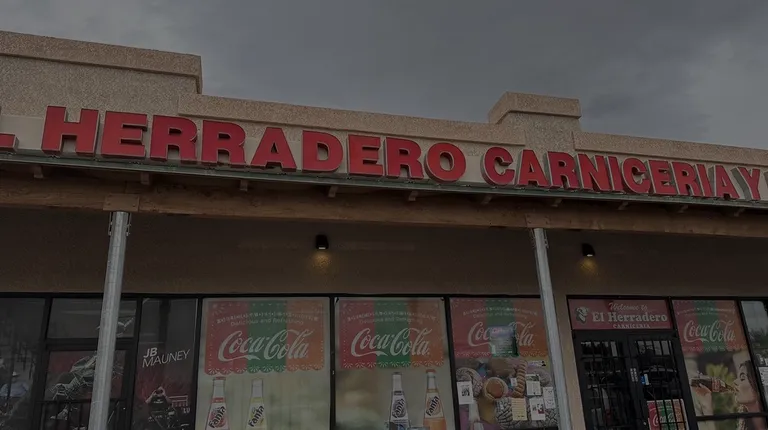 L HERRADERO CARNICERIA Y
JB
MAUNEY
Coca-Cola
Coca-Cola
Coca-Cola
Welcome to
El Herradero
CARNICERIA
Coca-Cola
Fanta
Fanta
Fanta
Fanta